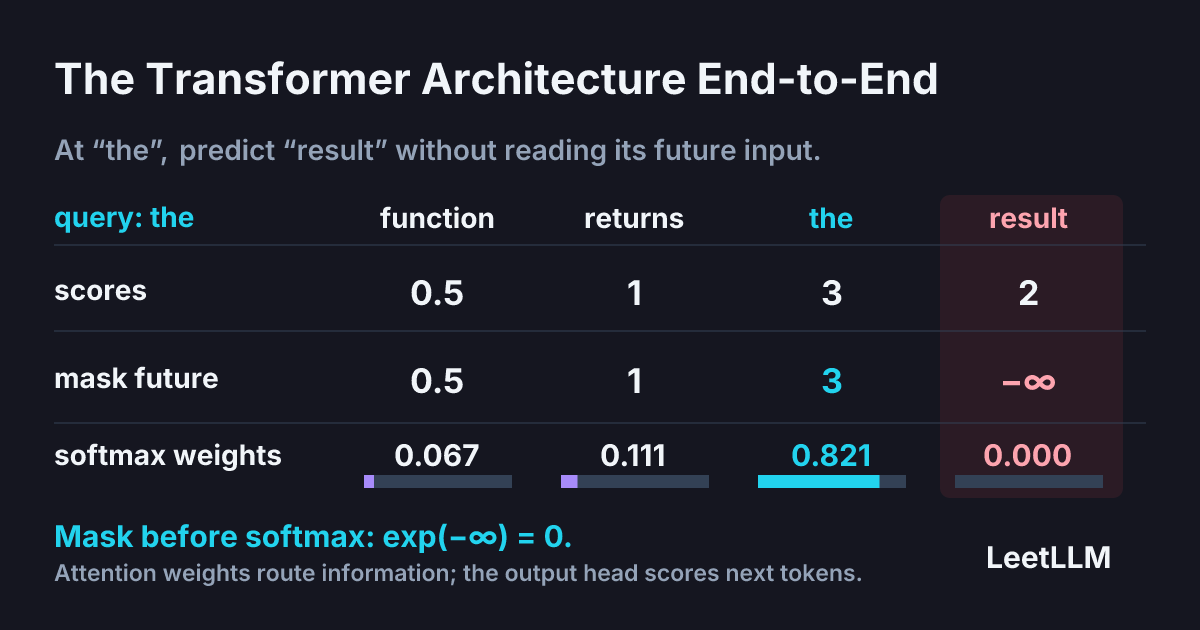 The Transformer Architecture End-to-End
At “the”, predict “result” without reading its future input.
query: the function returns the result
scores 0.5 1 3 2
mask future 0.5 1 3 −∞
softmax weights 0.067 0.111 0.821 0.000
Mask before softmax: exp(−∞) = 0.
Attention weights route information; the output head scores next tokens.
LeetLLM